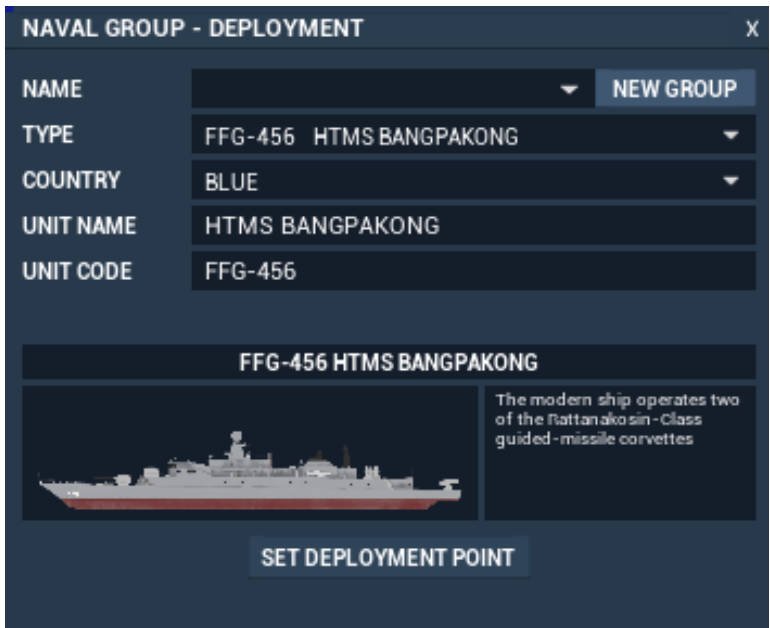 NAVAL GROUP - DEPLOYMENT X
NAME NEW GROUP
TYPE FFG-456 HTMS BANGPAKONG
COUNTRY BLUE
UNIT NAME HTMS BANGPAKONG
UNIT CODE FFG-456
FFG-456 HTMS BANGPAKONG
The modern ship operates two
of the Rattanakosin-Class
guided-missile corvettes
SET DEPLOYMENT POINT